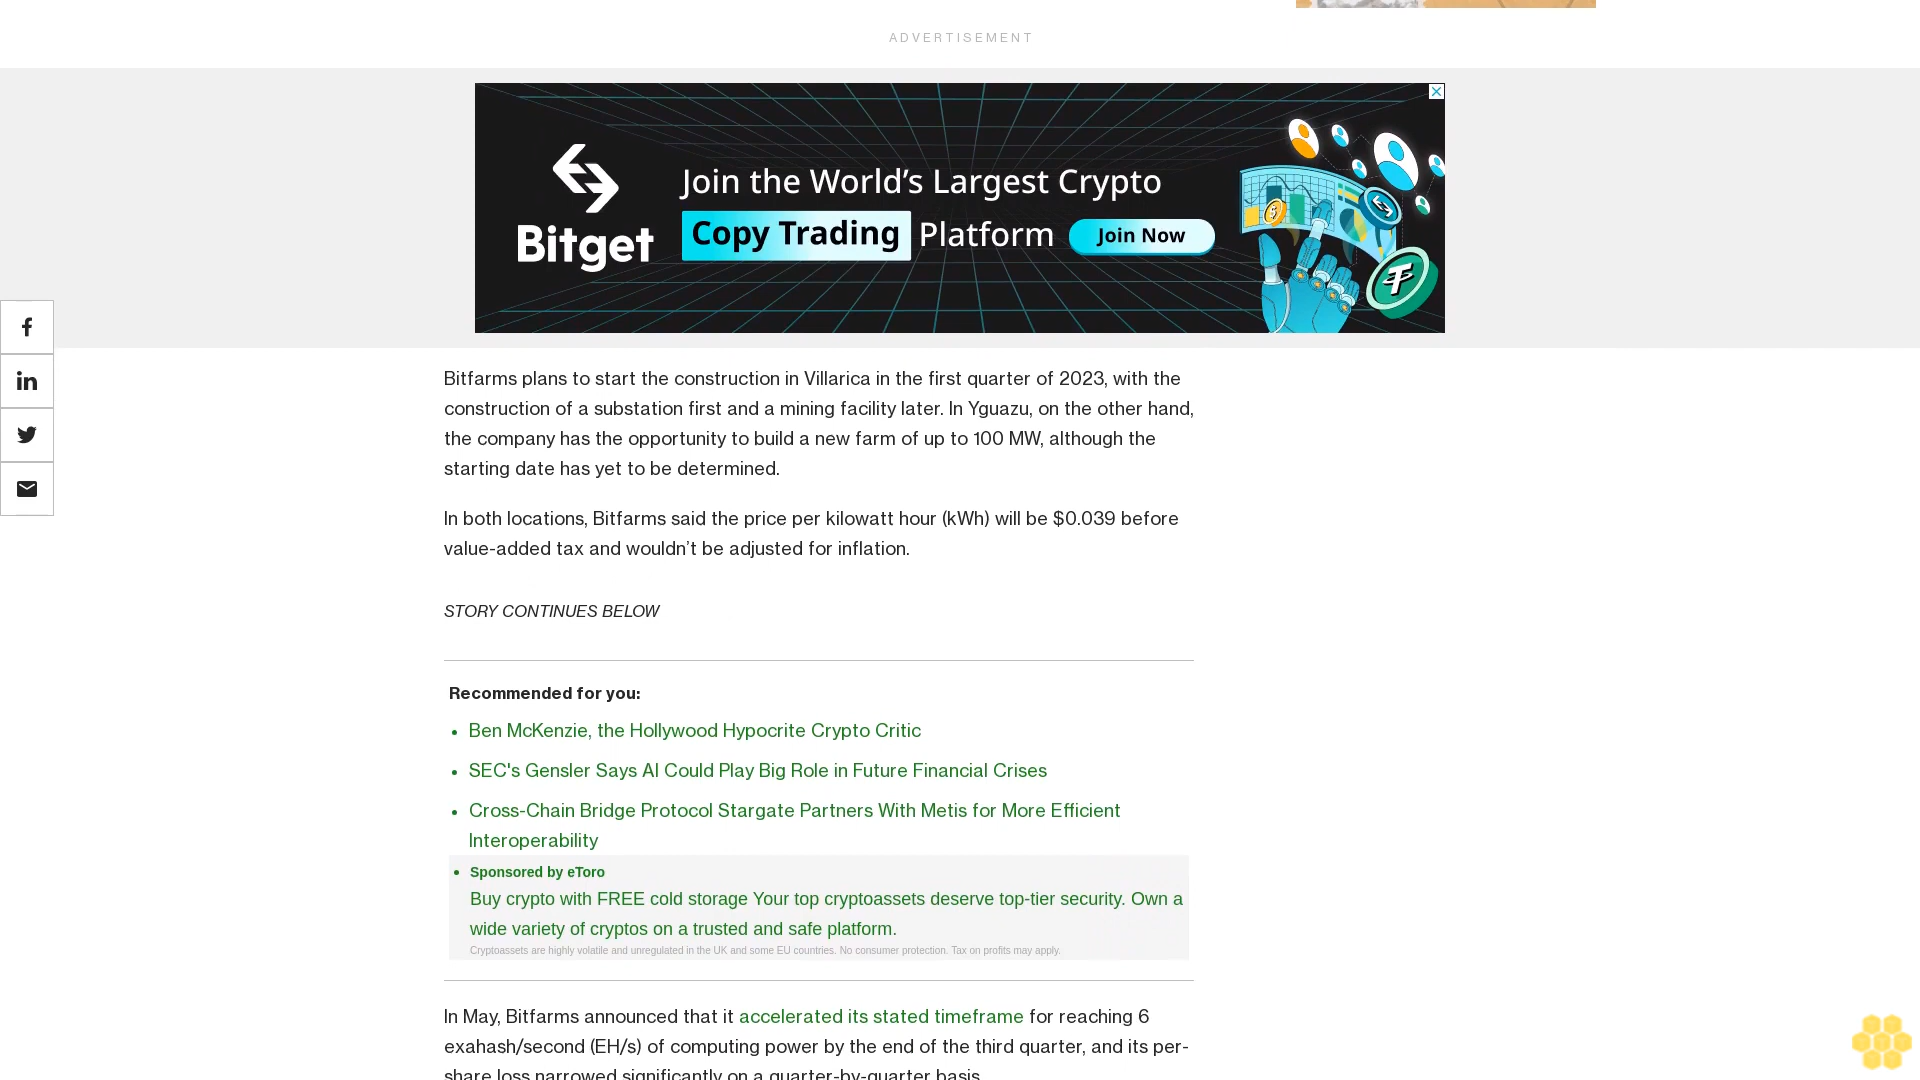 ADVERTISEMENT
Bitget
Join the World’s Largest Crypto
Copy Trading Platform Join Now
Bitfarms plans to start the construction in Villarica in the first quarter of 2023, with the
construction of a substation first and a mining facility later. In Yguazu, on the other hand,
the company has the opportunity to build a new farm of up to 100 MW, although the
starting date has yet to be determined.
In both locations, Bitfarms said the price per kilowatt hour (kWh) will be $0.039 before
value-added tax and wouldn’t be adjusted for inflation.
STORY CONTINUES BELOW
Recommended for you:
• Ben McKenzie, the Hollywood Hypocrite Crypto Critic
• SEC's Gensler Says AI Could Play Big Role in Future Financial Crises
• Cross-Chain Bridge Protocol Stargate Partners With Metis for More Efficient
Interoperability
• Sponsored by eToro
Buy crypto with FREE cold storage Your top cryptoassets deserve top-tier security. Own a
wide variety of cryptos on a trusted and safe platform.
Cryptoassets are highly volatile and unregulated in the UK and some EU countries. No consumer protection. Tax on profits may apply.
In May, Bitfarms announced that it accelerated its stated timeframe for reaching 6
exahash/second (EH/s) of computing power by the end of the third quarter, and its per-
share loss narrowed significantly on a quarter-by-quarter basis.